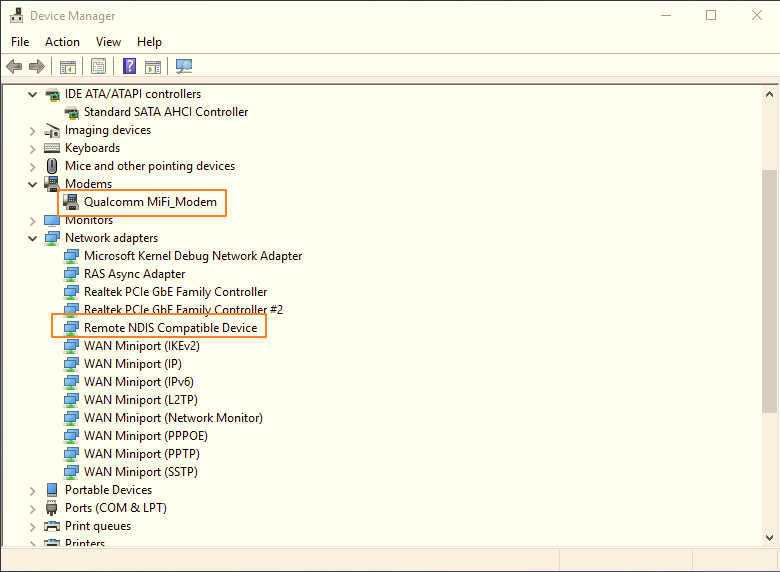 Device Manager
File Action View Help
IDE ATA/ATAPI controllers
Standard SATA AHCI Controller
Imaging devices
Keyboards
Mice and other pointing devices
Modems
Qualcomm MiFi_Modem
Monitors
Network adapters
Microsoft Kernel Debug Network Adapter
RAS Async Adapter
Realtek PCIe GbE Family Controller
Realtek PCIe GbE Family Controller #2
Remote NDIS Compatible Device
WAN Miniport (IKEv2)
WAN Miniport (IP)
WAN Miniport (IPv6)
WAN Miniport (L2TP)
WAN Miniport (Network Monitor)
WAN Miniport (PPPOE)
WAN Miniport (PPTP)
WAN Miniport (SSTP)
Portable Devices
Ports (COM & LPT)
Print queues
Printers